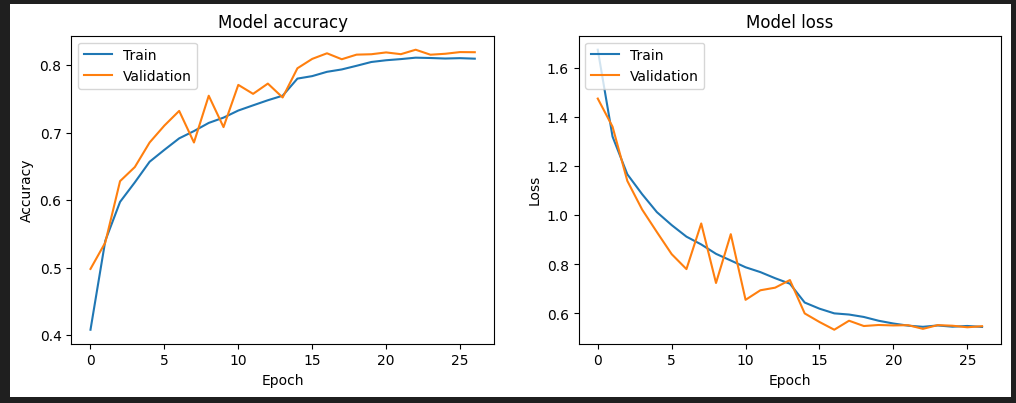 Model accuracy
Train
Validation
0.8
0.7
0.6
0.5
0.4
Accuracy
0 5 10 15 20 25
Epoch
Model loss
Train
Validation
1.6
1.4
1.2
1.0
0.8
0.6
Loss
0 5 10 15 20 25
Epoch